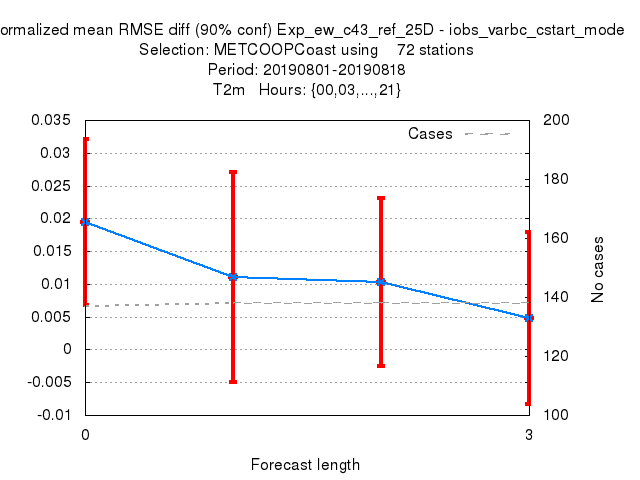 ormalized mean RMSE diff (90% conf) Exp_ew_c43_ref_25D - iobs_varbc_cstart_mode
Selection: METCOOPCoast using 72 stations
Period: 20190801-20190818
T2m Hours: {00,03,...,21}
0.035
0.03
0.025
0.02
0.015
0.01
0.005
0
-0.005
-0.01
Cases
200
180
160
140
120
100
No cases
0
3
Forecast length